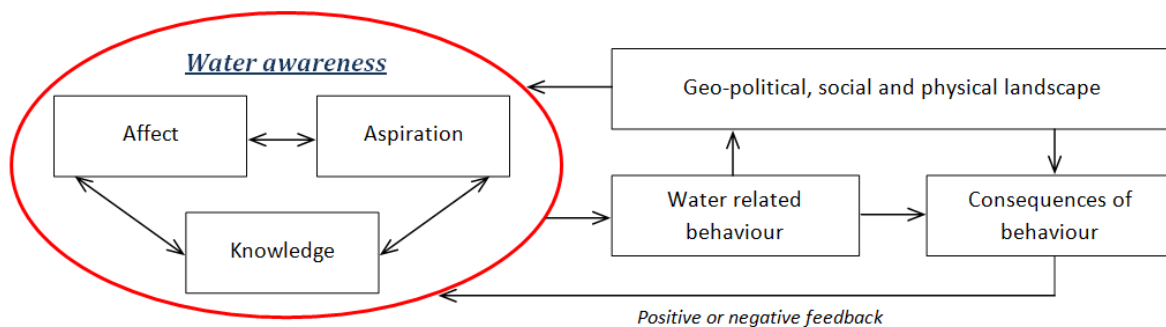 Water awareness
Geo-political, social and physical landscape
Affect
Aspiration
Knowledge
Water related
behaviour
Consequences of
behaviour
Positive or negative feedback